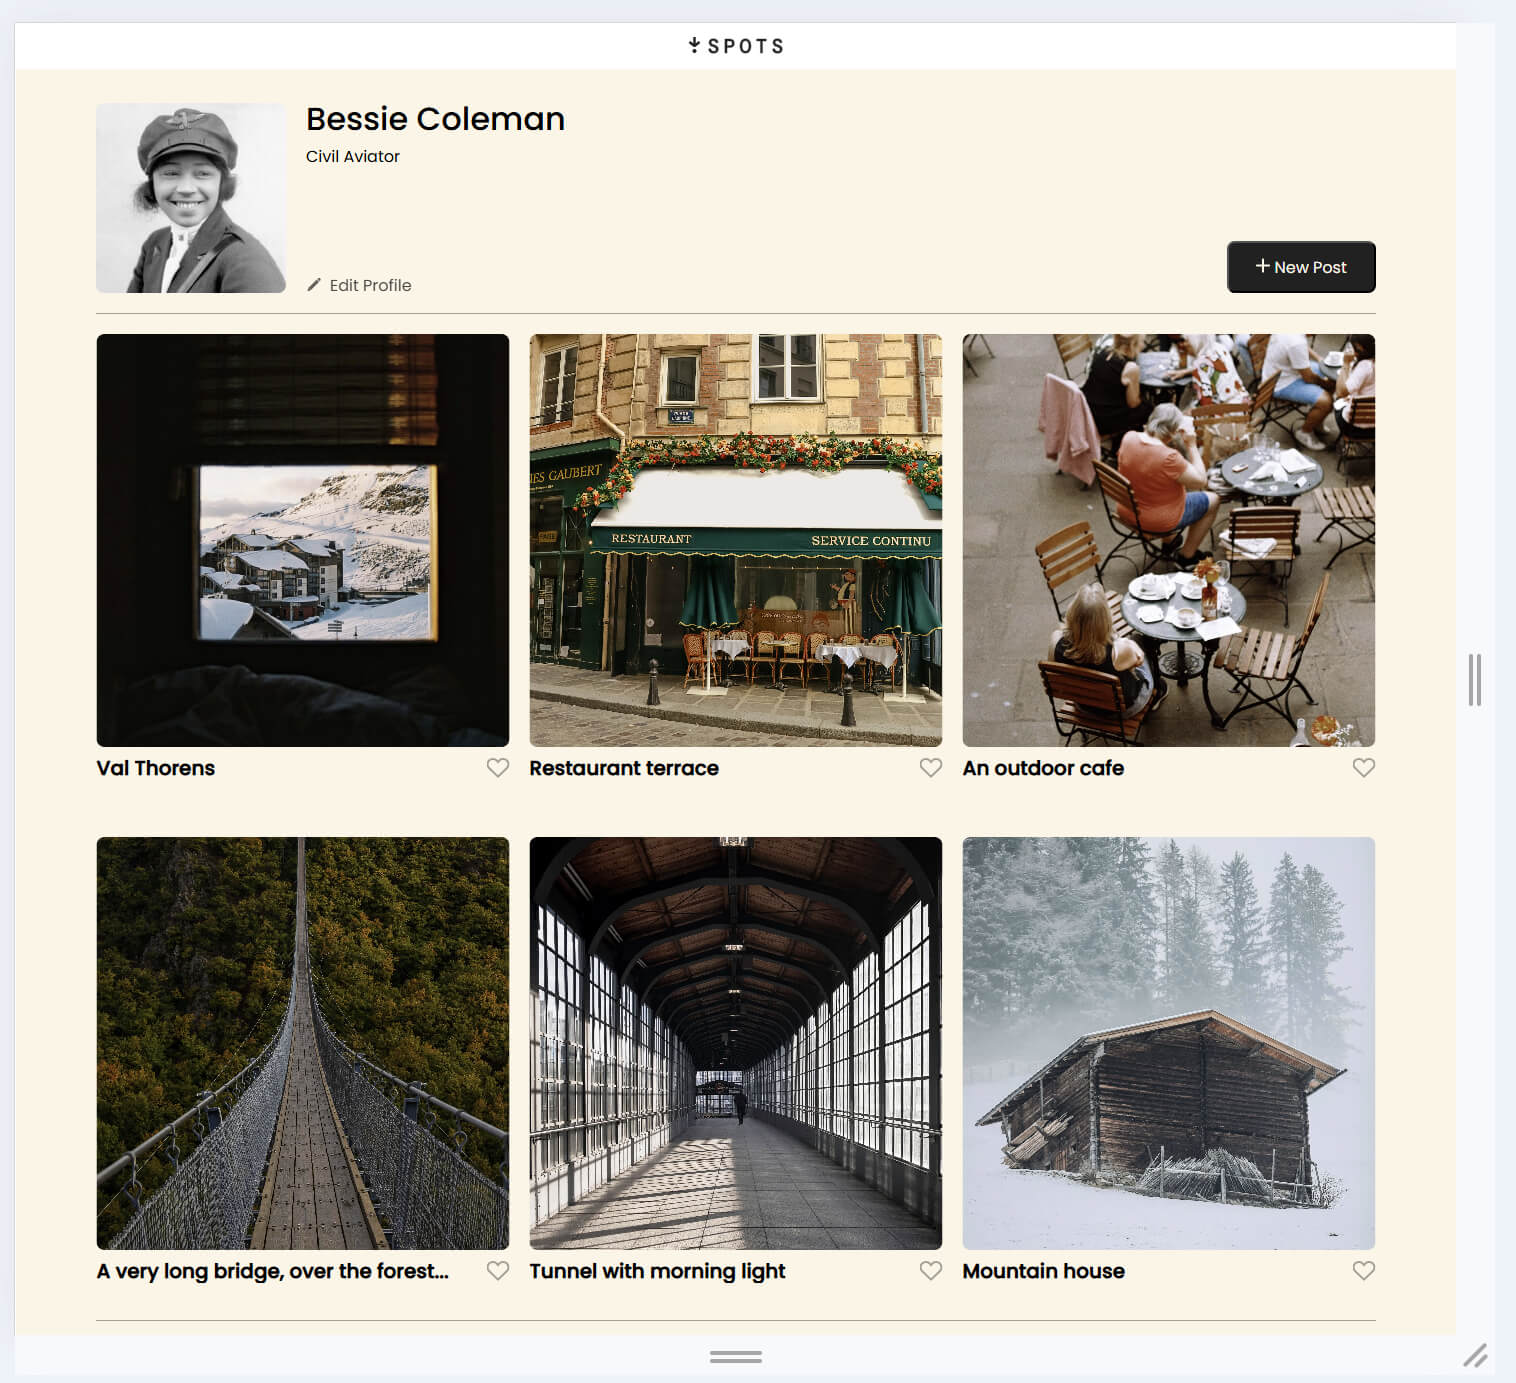 SPOTS
Bessie Coleman
Civil Aviator
Edit Profile
New Post
ES GAUBERT
RESTAURANT
SERVICE CONTINU
Val Thorens
Restaurant terrace
An outdoor cafe
A very long bridge, over the forest...
Tunnel with morning light
Mountain house